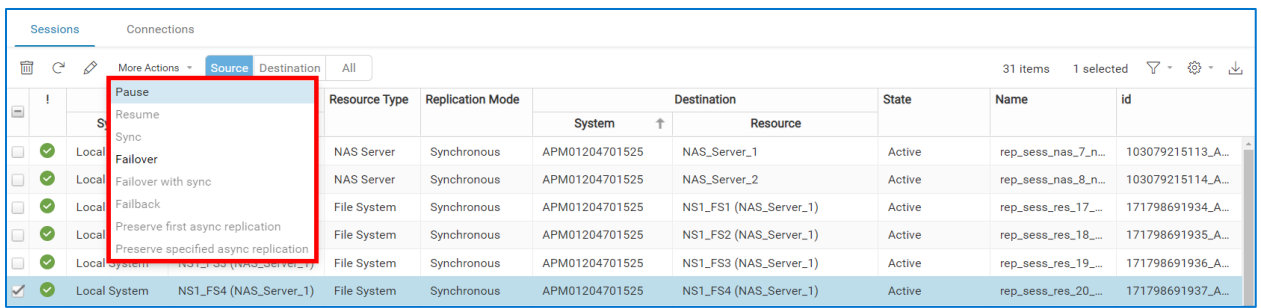 Sessions Connections
More Actions Source Destination All 31 items 1 selected
! Resource Type Replication Mode Destination State Name id
System Resource
Pause
Resume
Sync
Failover
Failover with sync
Failback
Preserve first async replication
Preserve specified async replication
Local NAS Server Synchronous APM01204701525 NAS_Server_1 Active rep_sess_nas_7_n... 103079215113_A...
Local NAS Server Synchronous APM01204701525 NAS_Server_2 Active rep_sess_nas_8_n... 103079215114_A...
Local File System Synchronous APM01204701525 NS1_FS1 (NAS_Server_1) Active rep_sess_res_17_... 171798691934_A...
Local File System Synchronous APM01204701525 NS1_FS2 (NAS_Server_1) Active rep_sess_res_18_... 171798691935_A...
Local System NS1_FS3 (NAS_Server_1) File System Synchronous APM01204701525 NS1_FS3 (NAS_Server_1) Active rep_sess_res_19_... 171798691936_A...
Local System NS1_FS4 (NAS_Server_1) File System Synchronous APM01204701525 NS1_FS4 (NAS_Server_1) Active rep_sess_res_20_... 171798691937_A...